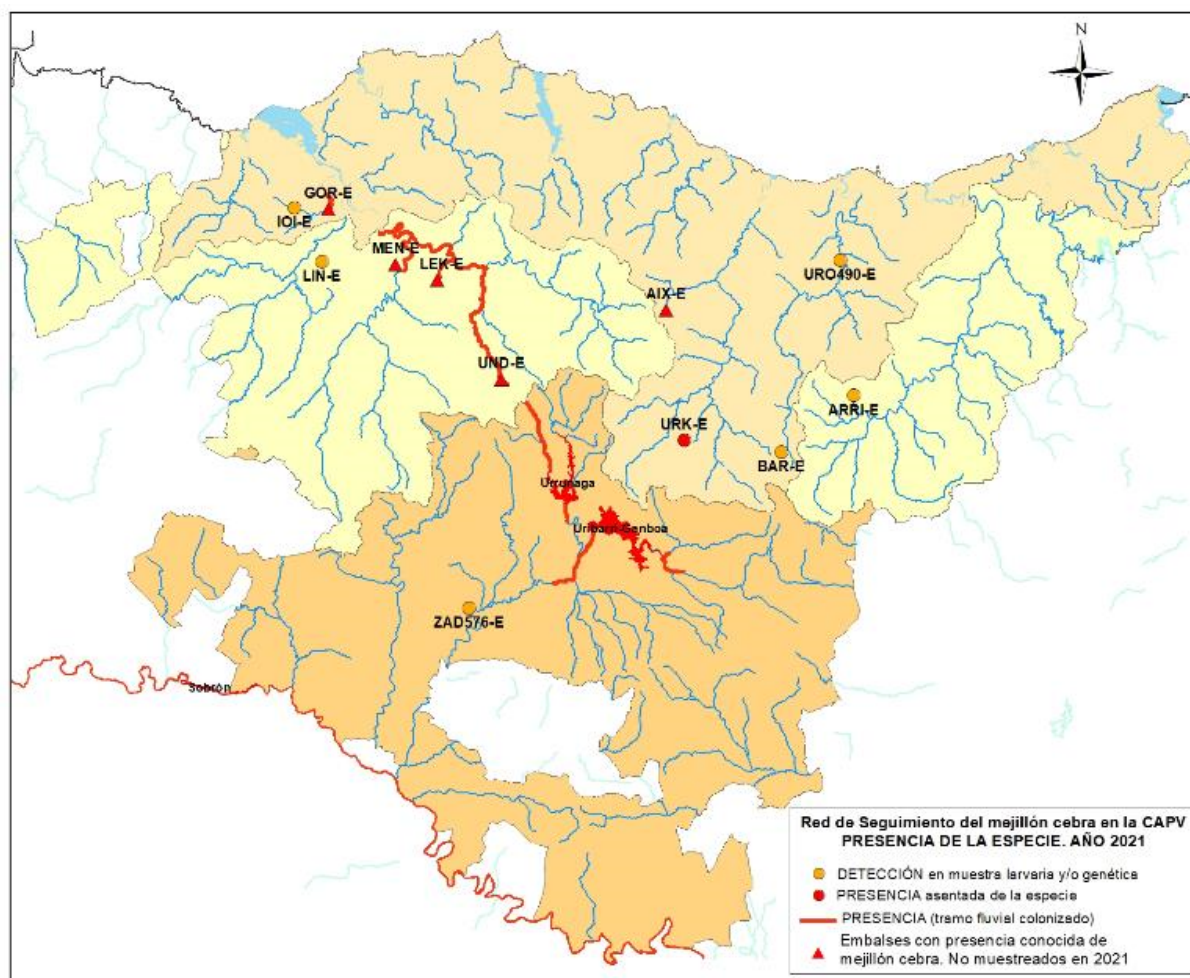 N
GOR-E
IOI-E
MEN-E
LIN-E
LEK-E
URO490-E
AIX-E
UND-E
ARRI-E
URK-E
BAR-E
Urrunaga
Uribarri-Ganboa
ZAD576-E
Sobrón
Red de Seguimiento del mejillón cebra en la CAPV
PRESENCIA DE LA ESPECIE. AÑO 2021
DETECCIÓN en muestra larvaria y/o genética
PRESENCIA asentada de la especie
PRESENCIA (tramo fluvial colonizado)
Embalses con presencia conocida de
mejillón cebra. No muestreados en 2021